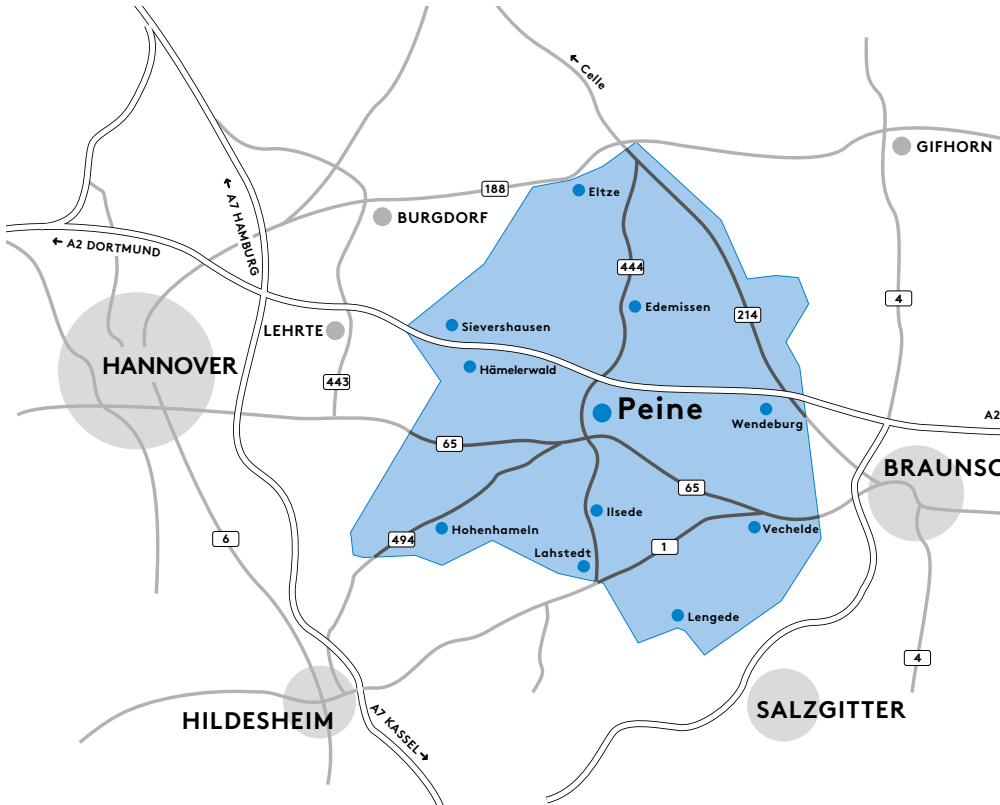 ← Celle
GIFHORN
188
Eltze
← A7 HAMBURG
BURGDORF
← A2 DORTMUND
444
4
Edemissen
214
Sievershausen
LEHRTE
HANNOVER
Hämelerwald
443
Peine
A2
Wendeburg
65
BRAUNSC
65
Ilsede
Hohenhameln
Vechelde
494
6
1
Lahstedt
Lengede
4
HILDESHEIM
SALZGITTER
A7 KASSEL→